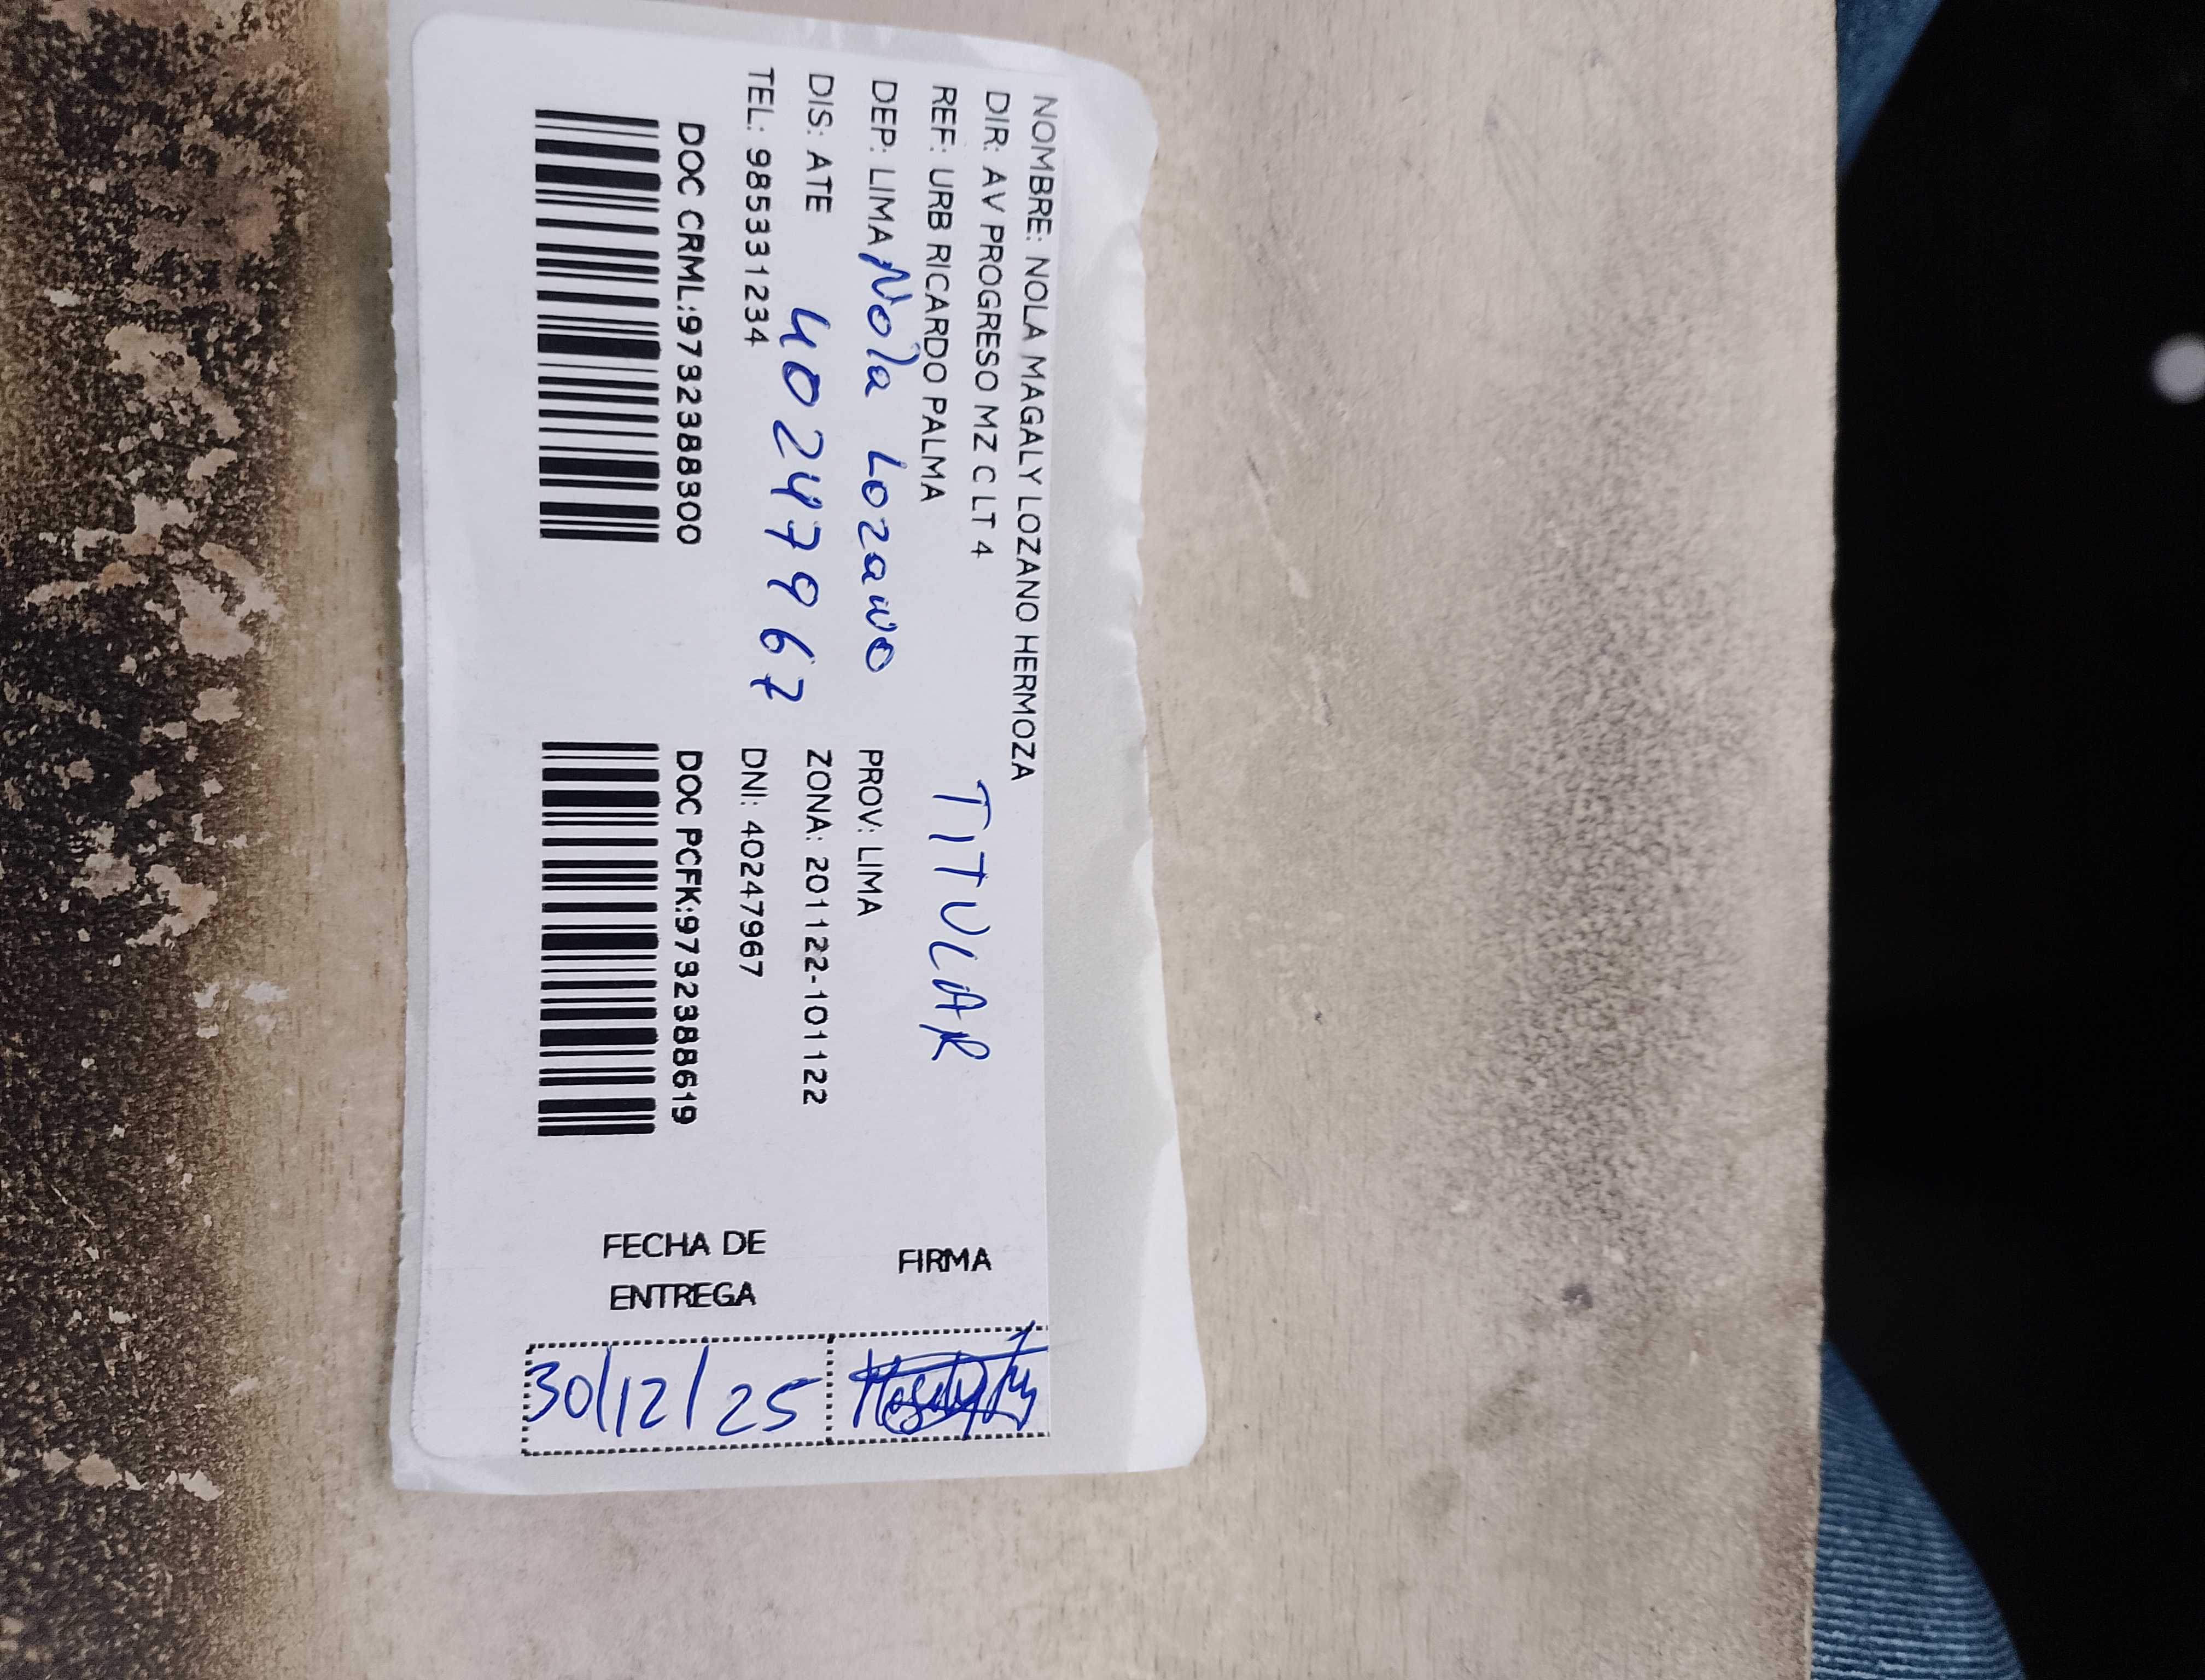 NOMBRE: NOLA MAGALY LOZANO HERMOZA
DIR: AV PROGRESO MZ C LT 4
TITULAR
REF: URB RICARDO PALMA
DEP: LIMA
PROV: LIMA
Nola Lozano
DIS: ATE
ZONA: 201122-101122
40247967
TEL: 985331234
DNI: 40247967
DOC CRML:9732388300
DOC PCFK:9732388619
FIRMA
FECHA DE
ENTREGA
30/12/25